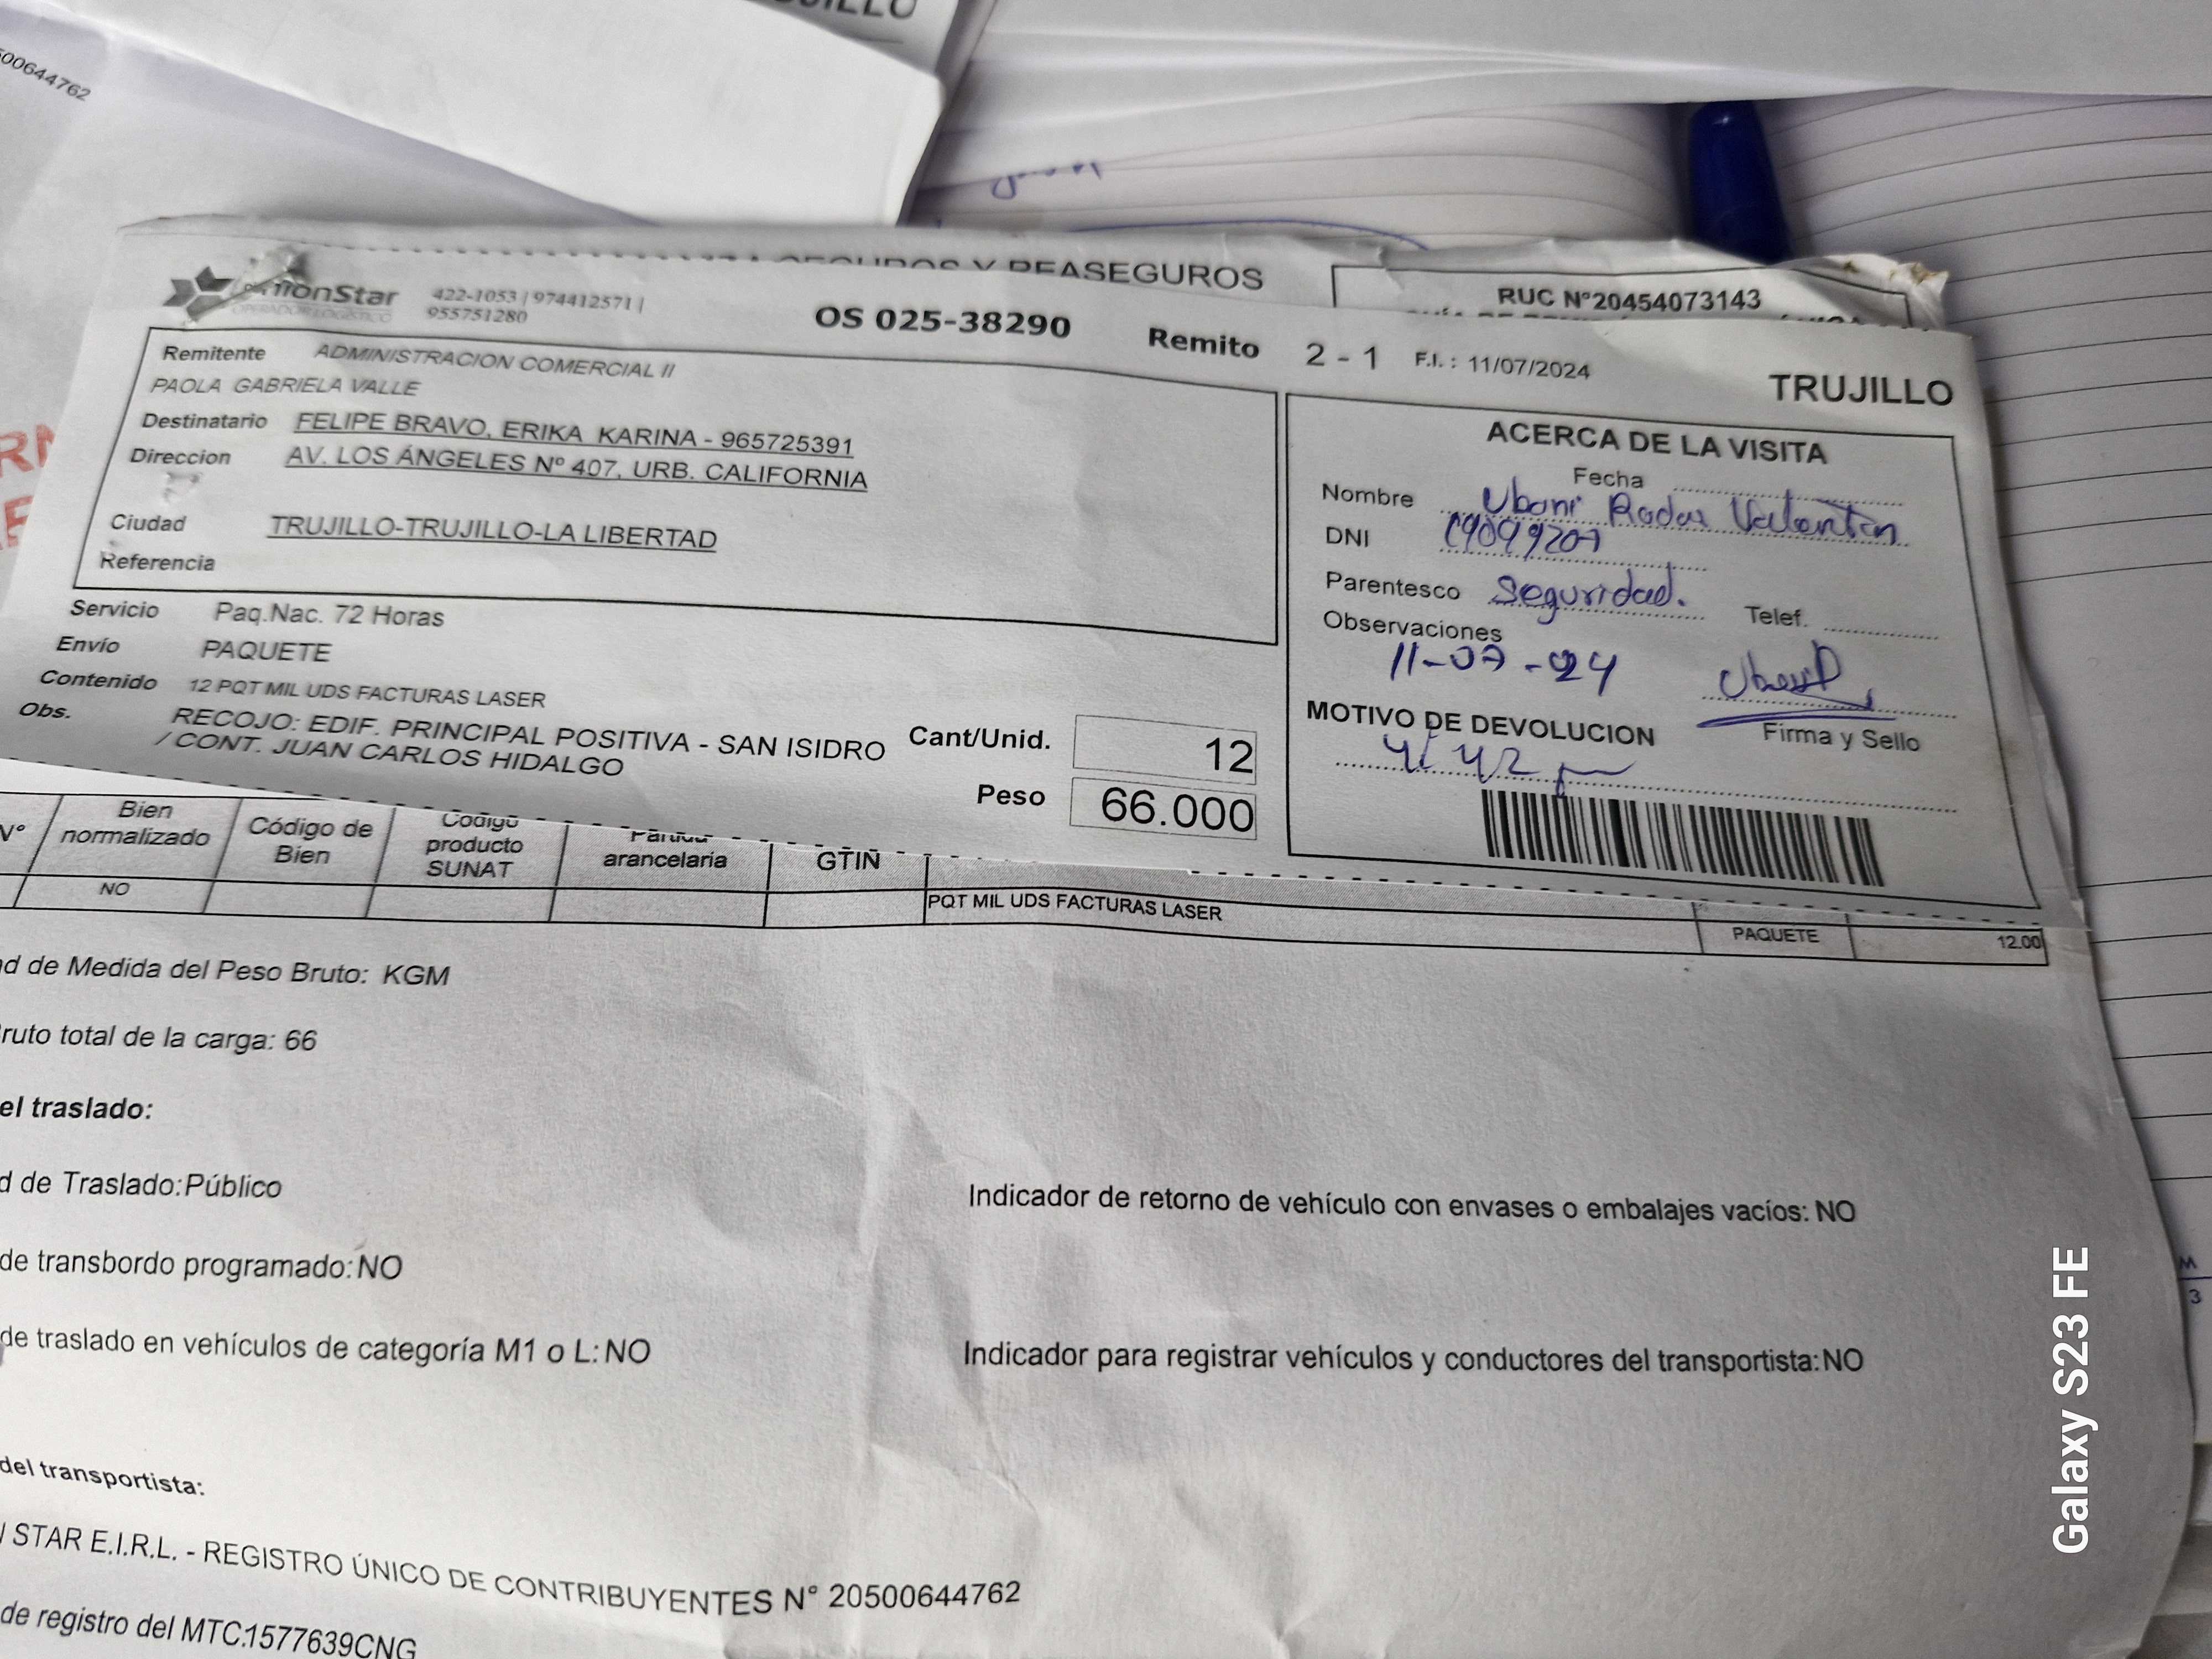 00644762
SEGUROS Y REASEGUROS
RUC N°20454073143
UnionStar
OPERADOR LOGISTICO
422-1053 | 974412571 |
955751280
OS 025-38290
Remito 2 - 1 F.I. : 11/07/2024
TRUJILLO
Remitente ADMINISTRACION COMERCIAL II
PAOLA GABRIELA VALLE
Destinatario FELIPE BRAVO, ERIKA KARINA - 965725391
Direccion AV. LOS ÁNGELES Nº 407, URB. CALIFORNIA
Ciudad TRUJILLO-TRUJILLO-LA LIBERTAD
Referencia
Servicio Paq.Nac. 72 Horas
Envío PAQUETE
Contenido 12 PQT MIL UDS FACTURAS LASER
Obs. RECOJO: EDIF. PRINCIPAL POSITIVA - SAN ISIDRO
/ CONT. JUAN CARLOS HIDALGO
Cant/Unid. 12
Peso 66.000
ACERCA DE LA VISITA
Fecha
Nombre
DNI
Parentesco Seguridad.
Telef.
Observaciones
11-07-24
MOTIVO DE DEVOLUCION
Firma y Sello
N°
Bien normalizado
Código de Bien
Código producto SUNAT
Partida arancelaria
GTIN
NO
PQT MIL UDS FACTURAS LASER
PAQUETE
12.00
d de Medida del Peso Bruto: KGM
ruto total de la carga: 66
el traslado:
d de Traslado:Público
Indicador de retorno de vehículo con envases o embalajes vacíos: NO
de transbordo programado:NO
de traslado en vehículos de categoría M1 o L:NO
Indicador para registrar vehículos y conductores del transportista:NO
del transportista:
STAR E.I.R.L. - REGISTRO ÚNICO DE CONTRIBUYENTES N° 20500644762
de registro del MTC:1577639CNG
Galaxy S23 FE